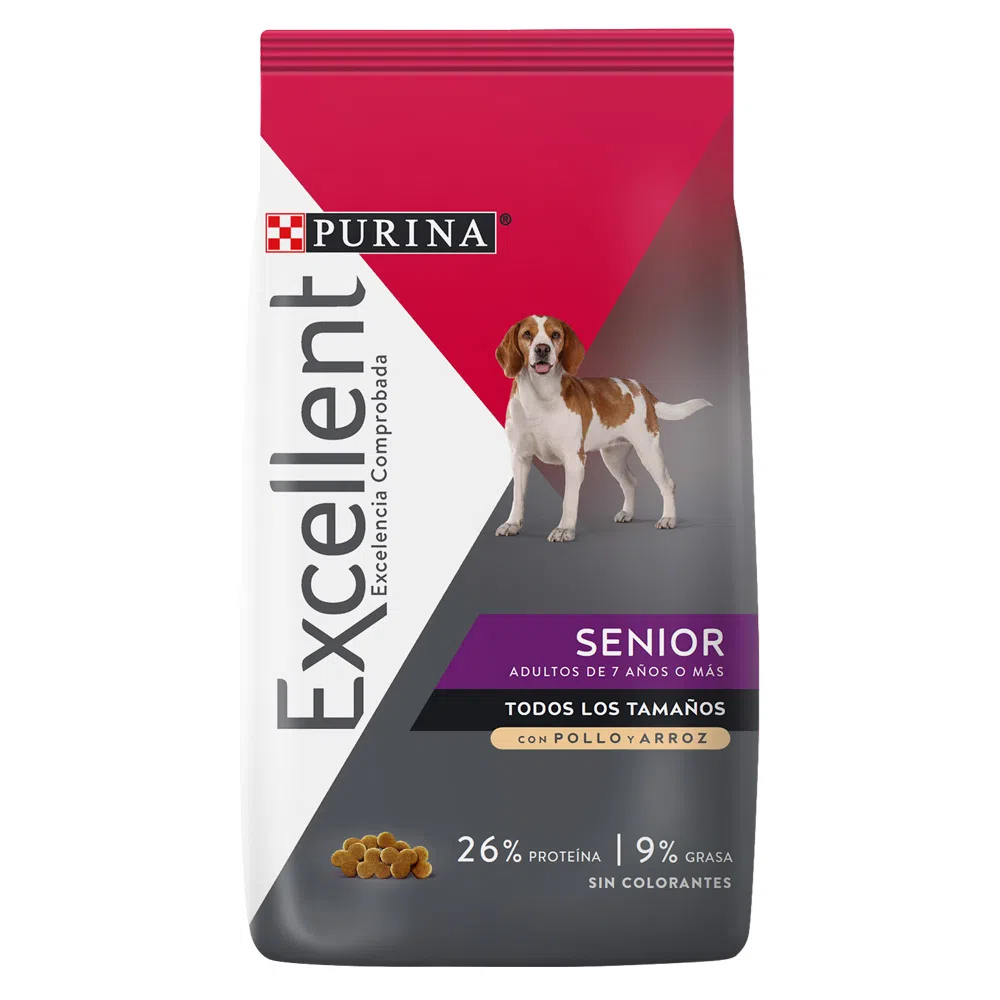 PURINA®
Excellent
Excelencia Comprobada
SENIOR
ADULTOS DE 7 AÑOS O MÁS
TODOS LOS TAMAÑOS
CON POLLO Y ARROZ
26% PROTEÍNA | 9% GRASA
SIN COLORANTES